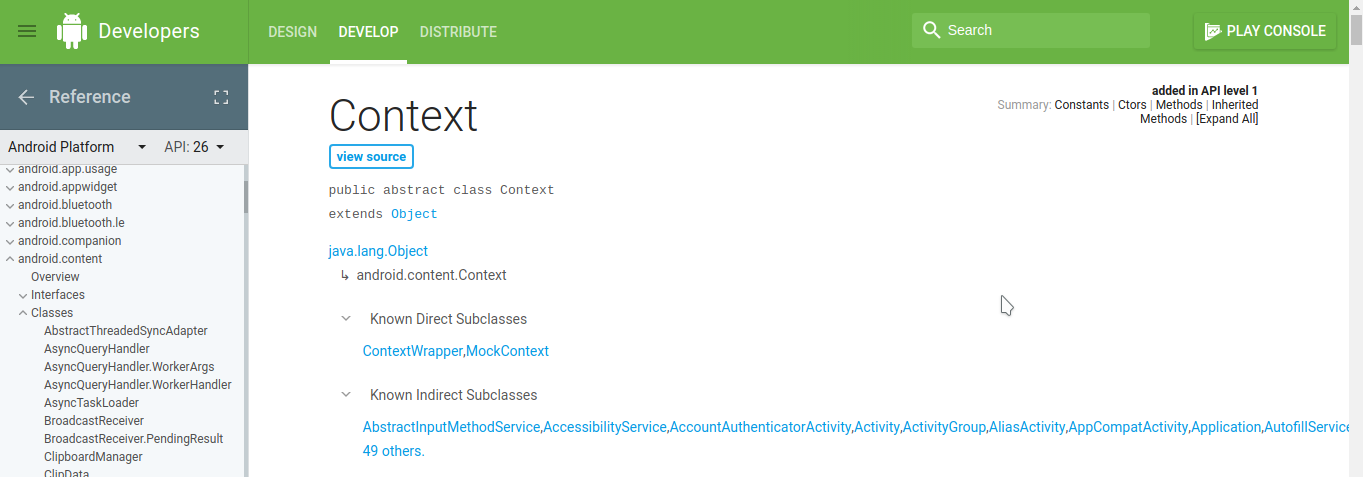 Developers
DESIGN DEVELOP DISTRIBUTE
Search
PLAY CONSOLE
Reference
Android Platform API: 26
android.app.usage
android.appwidget
android.bluetooth
android.bluetooth.le
android.companion
android.content
Overview
Interfaces
Classes
AbstractThreadedSyncAdapter
AsyncQueryHandler
AsyncQueryHandler.WorkerArgs
AsyncQueryHandler.WorkerHandler
AsyncTaskLoader
BroadcastReceiver
BroadcastReceiver.PendingResult
ClipboardManager
ClipData
Context
view source
added in API level 1
Summary: Constants | Ctors | Methods | Inherited
Methods | [Expand All]
public abstract class Context
extends Object
java.lang.Object
↳ android.content.Context
Known Direct Subclasses
ContextWrapper,MockContext
Known Indirect Subclasses
AbstractInputMethodService,AccessibilityService,AccountAuthenticatorActivity,Activity,ActivityGroup,AliasActivity,AppCompatActivity,Application,AutofillService
49 others.